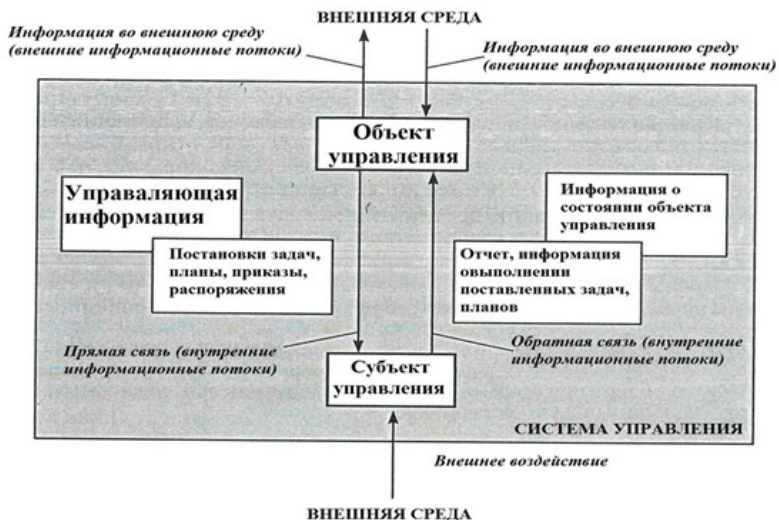 ВНЕШНЯЯ СРЕДА
Информация во внешнюю среду
(внешние информационные потоки)
Информация во внешнюю среду
(внешние информационные потоки)
Объект
управления
Управаляющая
информация
Информация о
состоянии объекта
управления
Постановки задач,
планы, приказы,
распоряжения
Отчет, информация
овыполнении
поставленных задач,
планов
Прямая связь (внутренние
информационные потоки)
Обратная связь (внутренние
информационные потоки)
Субъект
управления
СИСТЕМА УПРАВЛЕНИЯ
Внешнее воздействие
ВНЕШНЯЯ СРЕДА